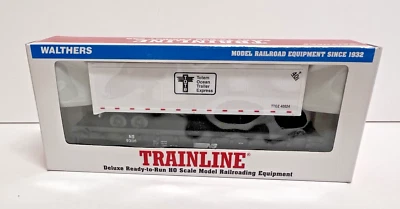 WALTHERS
MODEL RAILROAD EQUIPMENT SINCE 1932
Totem
Ocean
Trailer
Express
TRAINLINE®
Deluxe Ready-to-Run HO Scale Model Railroading Equipment